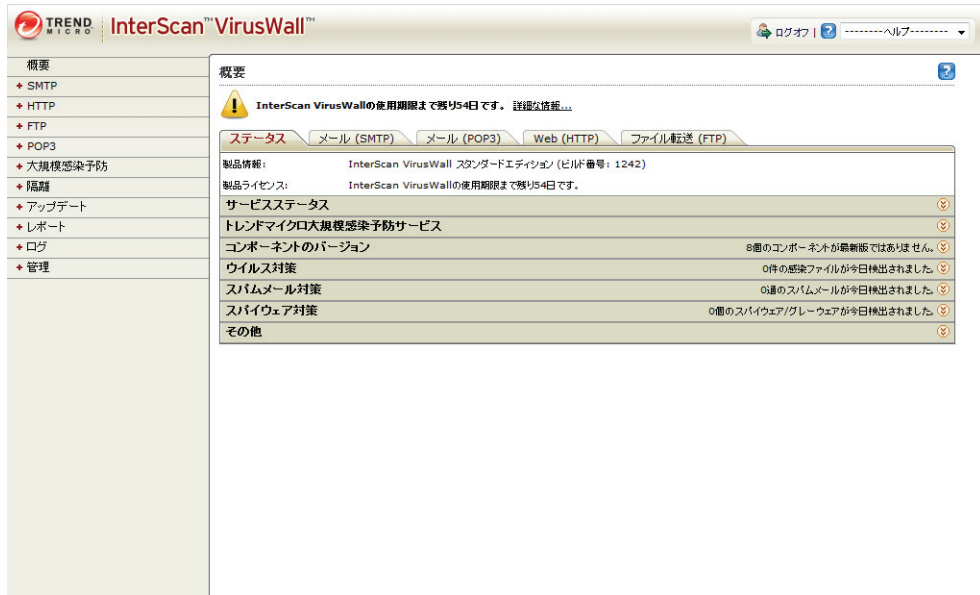 TREND MICRO InterScan™VirusWall™
ログオフ | --------ヘルプ--------
概要
+ SMTP
+ HTTP
+ FTP
+ POP3
+ 大規模感染予防
+ 隔離
+ アップデート
+ レポート
+ ログ
+ 管理
概要
InterScan VirusWallの使用期限まで残り54日です。 詳細な情報...
ステータス メール (SMTP) メール (POP3) Web (HTTP) ファイル転送 (FTP)
製品情報: InterScan VirusWall スタンダードエディション (ビルド番号: 1242)
製品ライセンス: InterScan VirusWallの使用期限まで残り54日です。
サービスステータス
トレンドマイクロ大規模感染予防サービス
コンポーネントのバージョン 8個のコンポーネントが最新版ではありません。
ウイルス対策 0件の感染ファイルが今日検出されました。
スパムメール対策 0通のスパムメールが今日検出されました。
スパイウェア対策 0個のスパイウェア/グレーウェアが今日検出されました。
その他